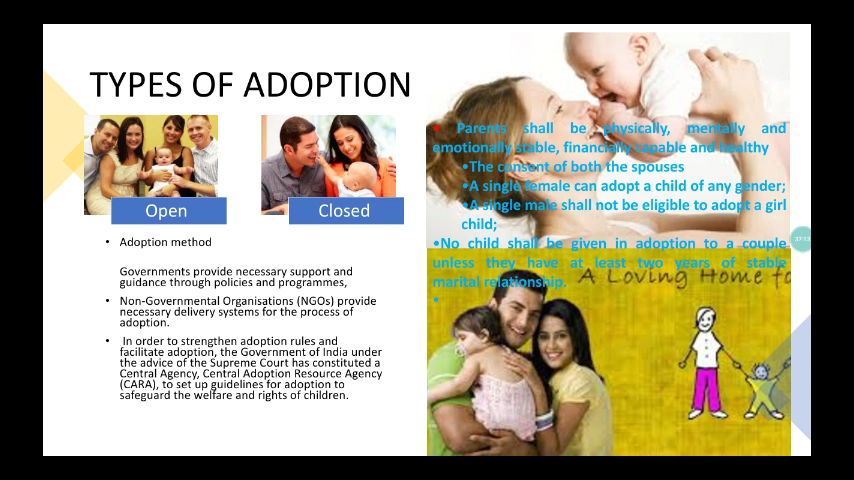 TYPES OF ADOPTION
Open
Closed
• Adoption method
Governments provide necessary support and
guidance through policies and programmes,
• Non-Governmental Organisations (NGOs) provide
necessary delivery systems for the process of
adoption.
• In order to strengthen adoption rules and
facilitate adoption, the Government of India under
the advice of the Supreme Court has constituted a
Central Agency, Central Adoption Resource Agency
(CARA), to set up guidelines for adoption to
safeguard the welfare and rights of children.
• Parents shall be physically, mentally and
emotionally stable, financially capable and healthy
•The consent of both the spouses
•A single female can adopt a child of any gender;
•A single male shall not be eligible to adopt a girl
child;
•No child shall be given in adoption to a couple
unless they have at least two years of stable
marital relationship.
•
A Loving Home fo